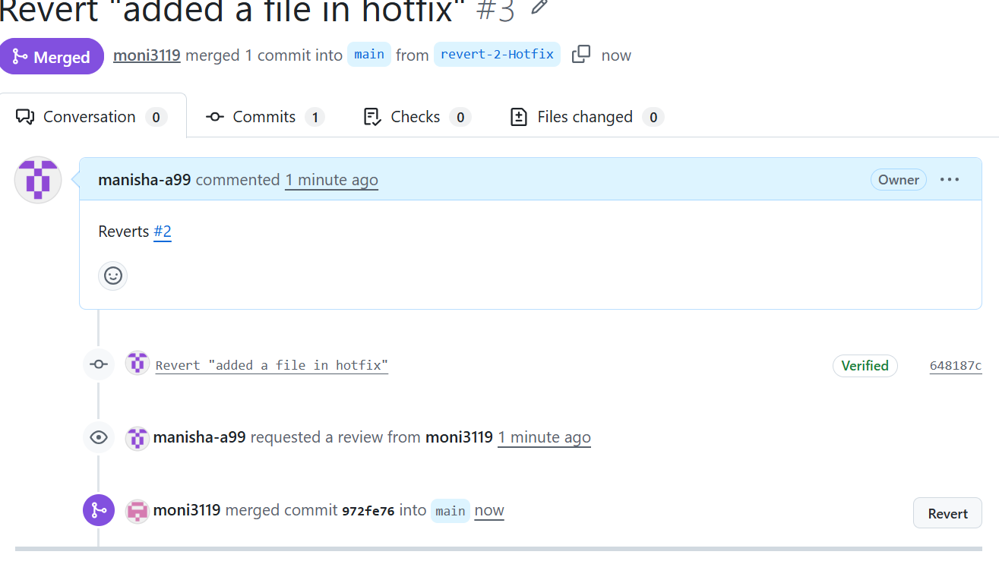 Revert "added a file in hotfix" #3
Merged moni3119 merged 1 commit into main from revert-2-Hotfix now
Conversation 0 Commits 1 Checks 0 Files changed 0
manisha-a99 commented 1 minute ago Owner ...
Reverts #2
Revert "added a file in hotfix" Verified 648187c
manisha-a99 requested a review from moni3119 1 minute ago
moni3119 merged commit 972fe76 into main now Revert